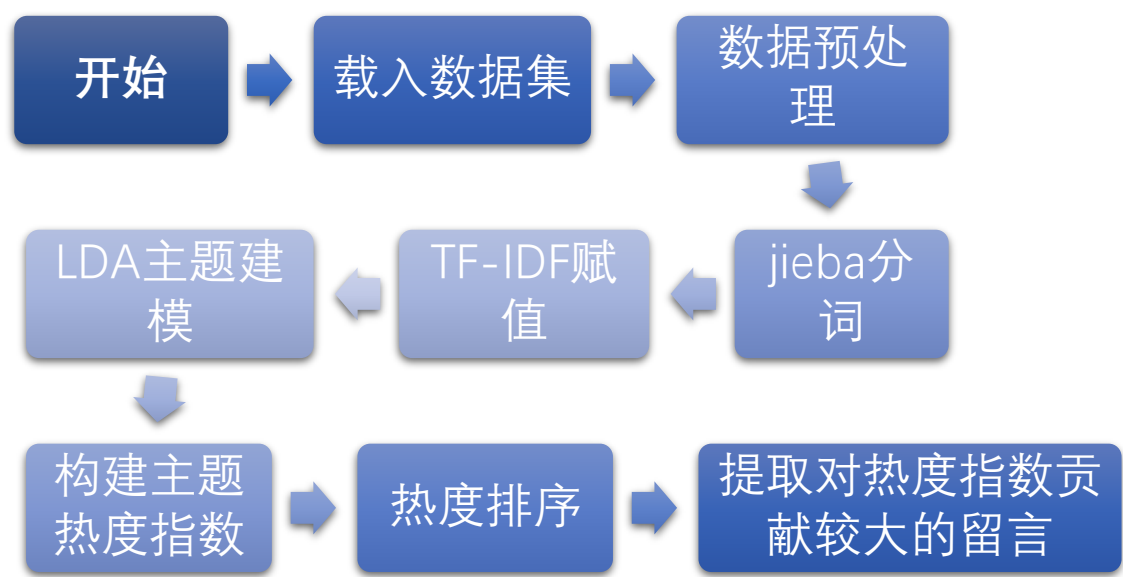 开始
载入数据集
数据预处
理
jieba分
词
TF-IDF赋
值
LDA主题建
模
构建主题
热度指数
热度排序
提取对热度指数贡
献较大的留言